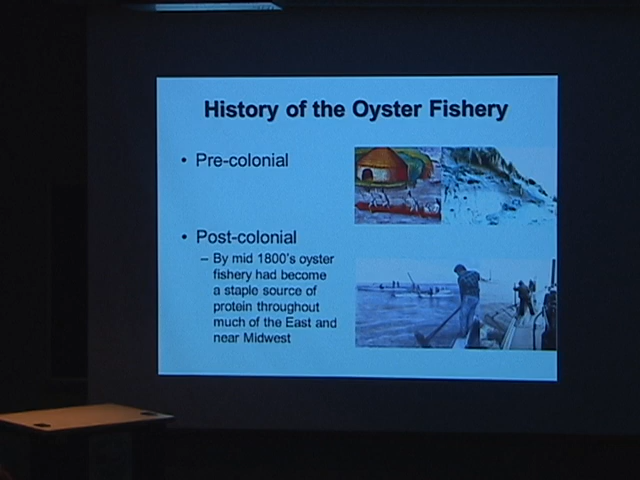 History of the Oyster Fishery
• Pre-colonial
• Post-colonial
– By mid 1800's oyster
fishery had become
a staple source of
protein throughout
much of the East and
near Midwest